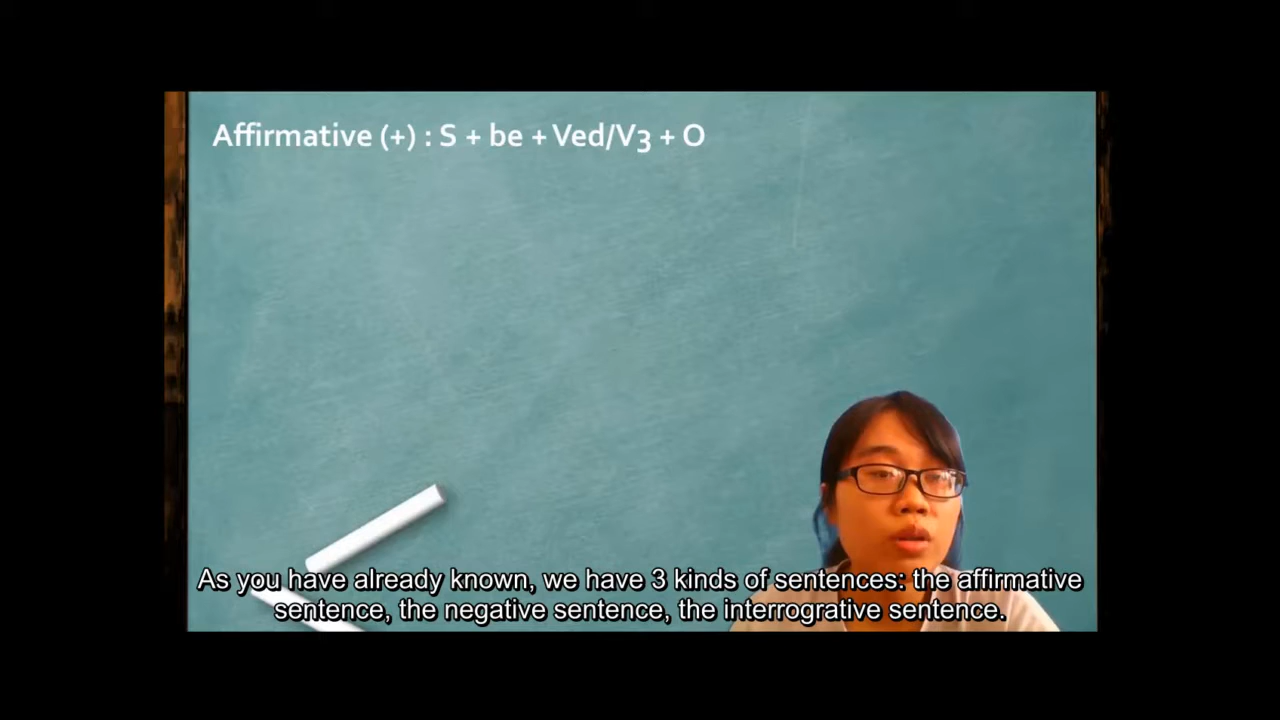 Affirmative (+) : S + be + Ved/V3 + O
As you have already known, we have 3 kinds of sentences: the affirmative
sentence, the negative sentence, the interrogrative sentence.